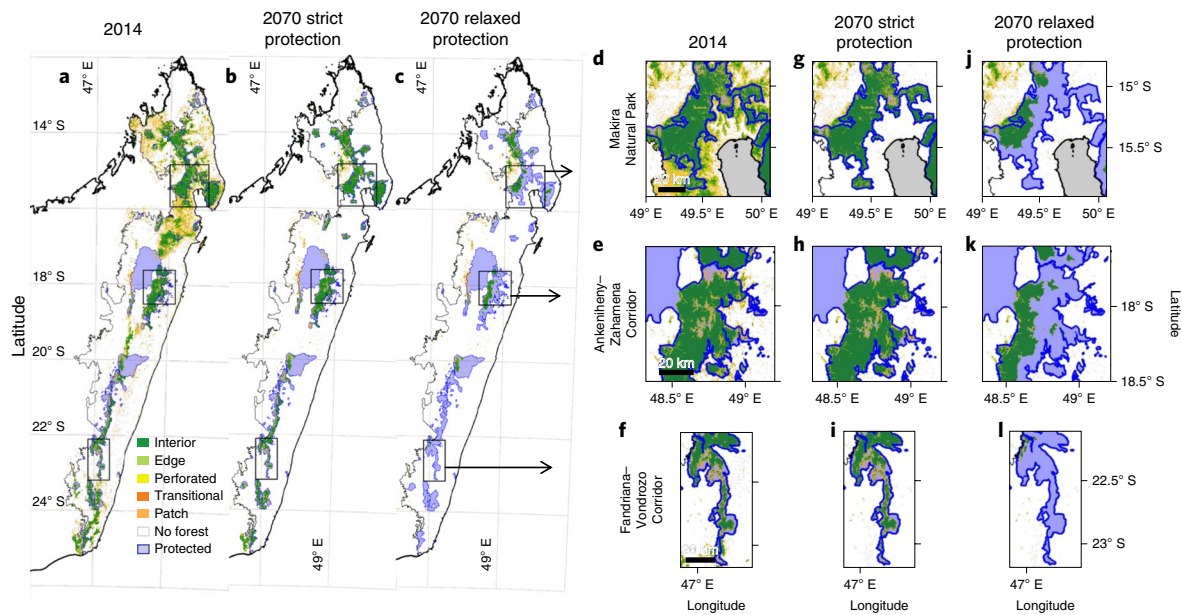 2014
2070 strict
protection
2070 relaxed
protection
a
b
c
47° E
47° E
47° E
14° S
16° S
18° S
20° S
22° S
24° S
Latitude
Interior
Edge
Perforated
Transitional
Patch
No forest
Protected
49° E
49° E
2014
2070 strict
protection
2070 relaxed
protection
d
g
j
Makira
Natural Park
20 km
15° S
15.5° S
49° E
49.5
50° E
49° E
49.5
50° E
49° E
49.5
50° E
e
h
k
Ankeniheny–
Zahamena
Corridor
20 km
18° S
18.5° S
Latitude
48.5°
49°
48.5°
49°
48.5°
49°
f
i
l
Fandriana–
Vondrozo
Corridor
20 km
22.5° S
23° S
47° E
47° E
47° E
Longitude
Longitude
Longitude